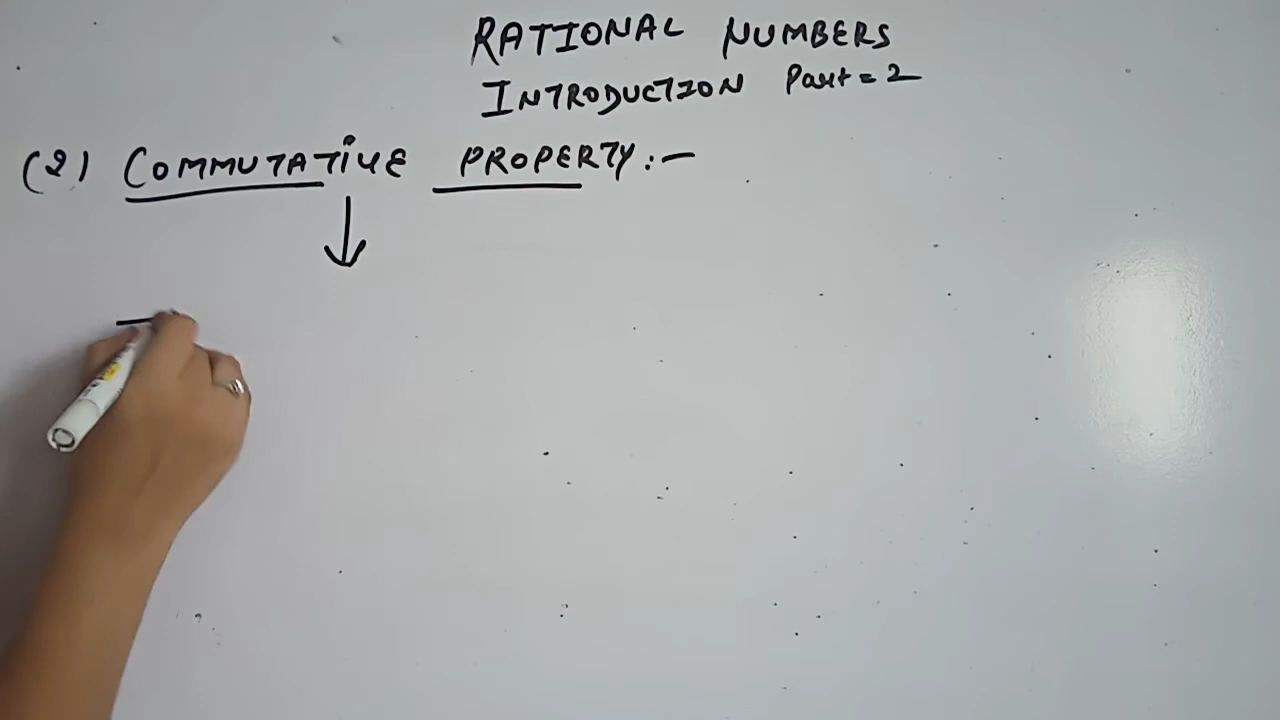 RATIONAL NUMBERS
INTRODUCTION Part = 2
(2) COMMUTATIVE PROPERTY :-